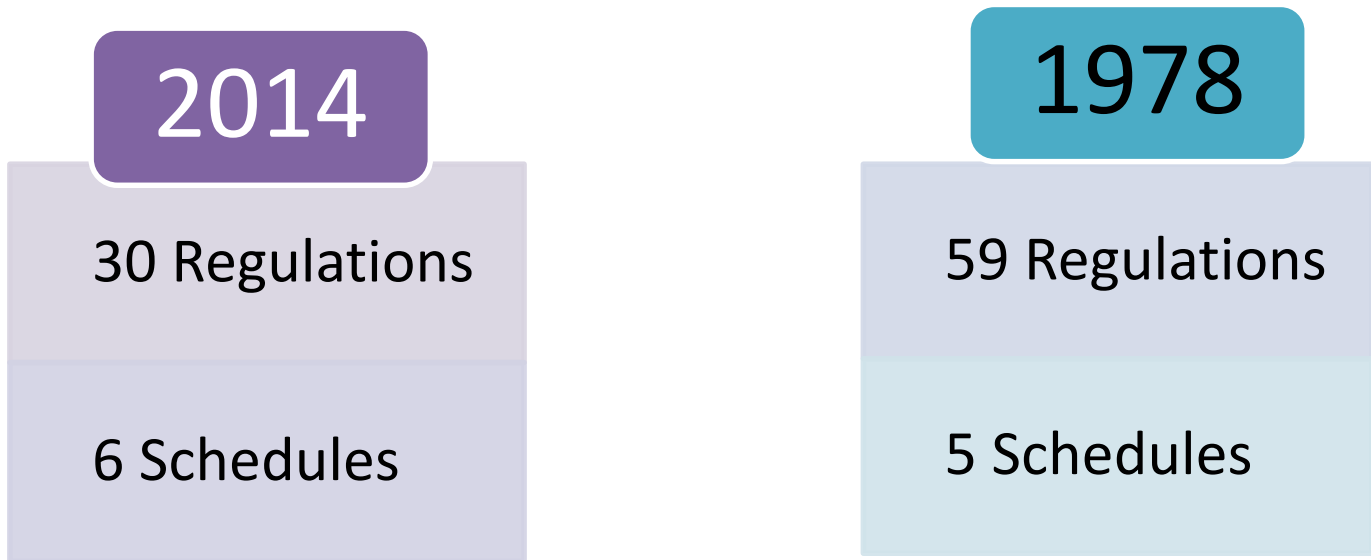 2014
30 Regulations
6 Schedules
1978
59 Regulations
5 Schedules